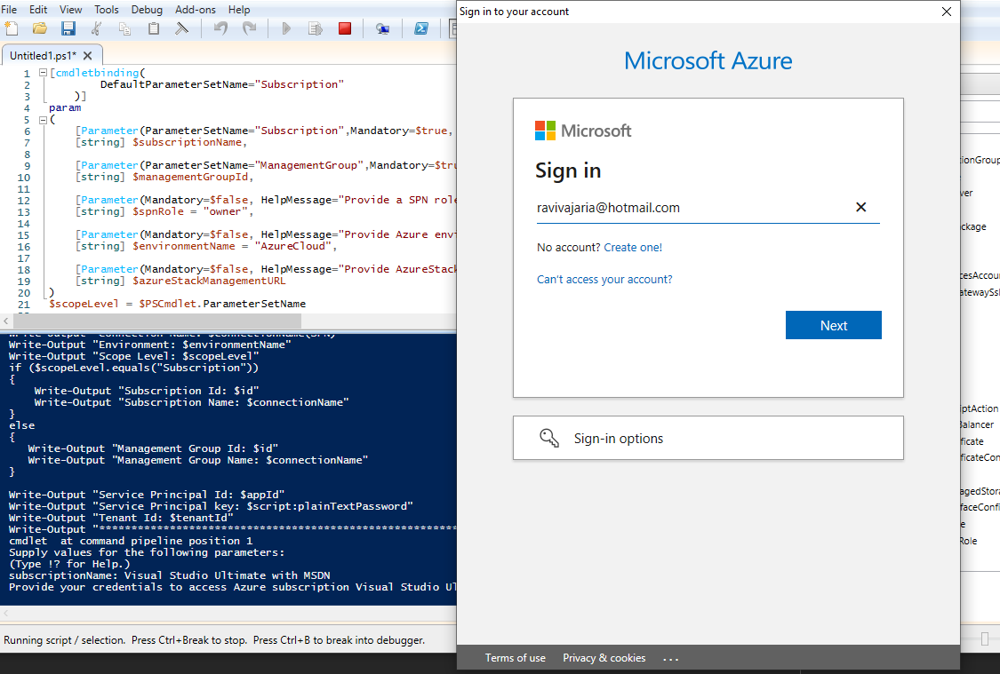 File Edit View Tools Debug Add-ons Help
Untitled1.ps1* X
1 [cmdletbinding(
2 DefaultParameterSetName="Subscription"
3 )]
4 param
5 (
6 [Parameter(ParameterSetName="Subscription",Mandatory=$true,
7 [string] $subscriptionName,
8
9 [Parameter(ParameterSetName="ManagementGroup",Mandatory=$tru
10 [string] $managementGroupId,
11
12 [Parameter(Mandatory=$false, HelpMessage="Provide a SPN role
13 [string] $spnRole = "owner",
14
15 [Parameter(Mandatory=$false, HelpMessage="Provide Azure envi
16 [string] $environmentName = "AzureCloud",
17
18 [Parameter(Mandatory=$false, HelpMessage="Provide AzureStack
19 [string] $azureStackManagementURL
20 )
21 $scopeLevel = $PSCmdlet.ParameterSetName
Write-Output "Connection Name: $connectionName(SPN)"
Write-Output "Environment: $environmentName"
Write-Output "Scope Level: $scopeLevel"
if ($scopeLevel.equals("Subscription"))
{
Write-Output "Subscription Id: $id"
Write-Output "Subscription Name: $connectionName"
}
else
{
Write-Output "Management Group Id: $id"
Write-Output "Management Group Name: $connectionName"
}
Write-Output "Service Principal Id: $appId"
Write-Output "Service Principal key: $script:plainTextPassword"
Write-Output "Tenant Id: $tenantId"
Write-Output "********************************************************
cmdlet  at command pipeline position 1
Supply values for the following parameters:
(Type !? for Help.)
subscriptionName: Visual Studio Ultimate with MSDN
Provide your credentials to access Azure subscription Visual Studio Ul
Running script / selection. Press Ctrl+Break to stop. Press Ctrl+B to break into debugger.
Sign in to your account
Microsoft Azure
Microsoft
Sign in
ravivajaria@hotmail.com
No account? Create one!
Can't access your account?
Next
Sign-in options
Terms of use Privacy & cookies ...
ionGroup
ver
ckage
cesAccou
atewaySsl
iptAction
Balancer
ficate
ficateCon
agedStora
faceConfi
e
Role